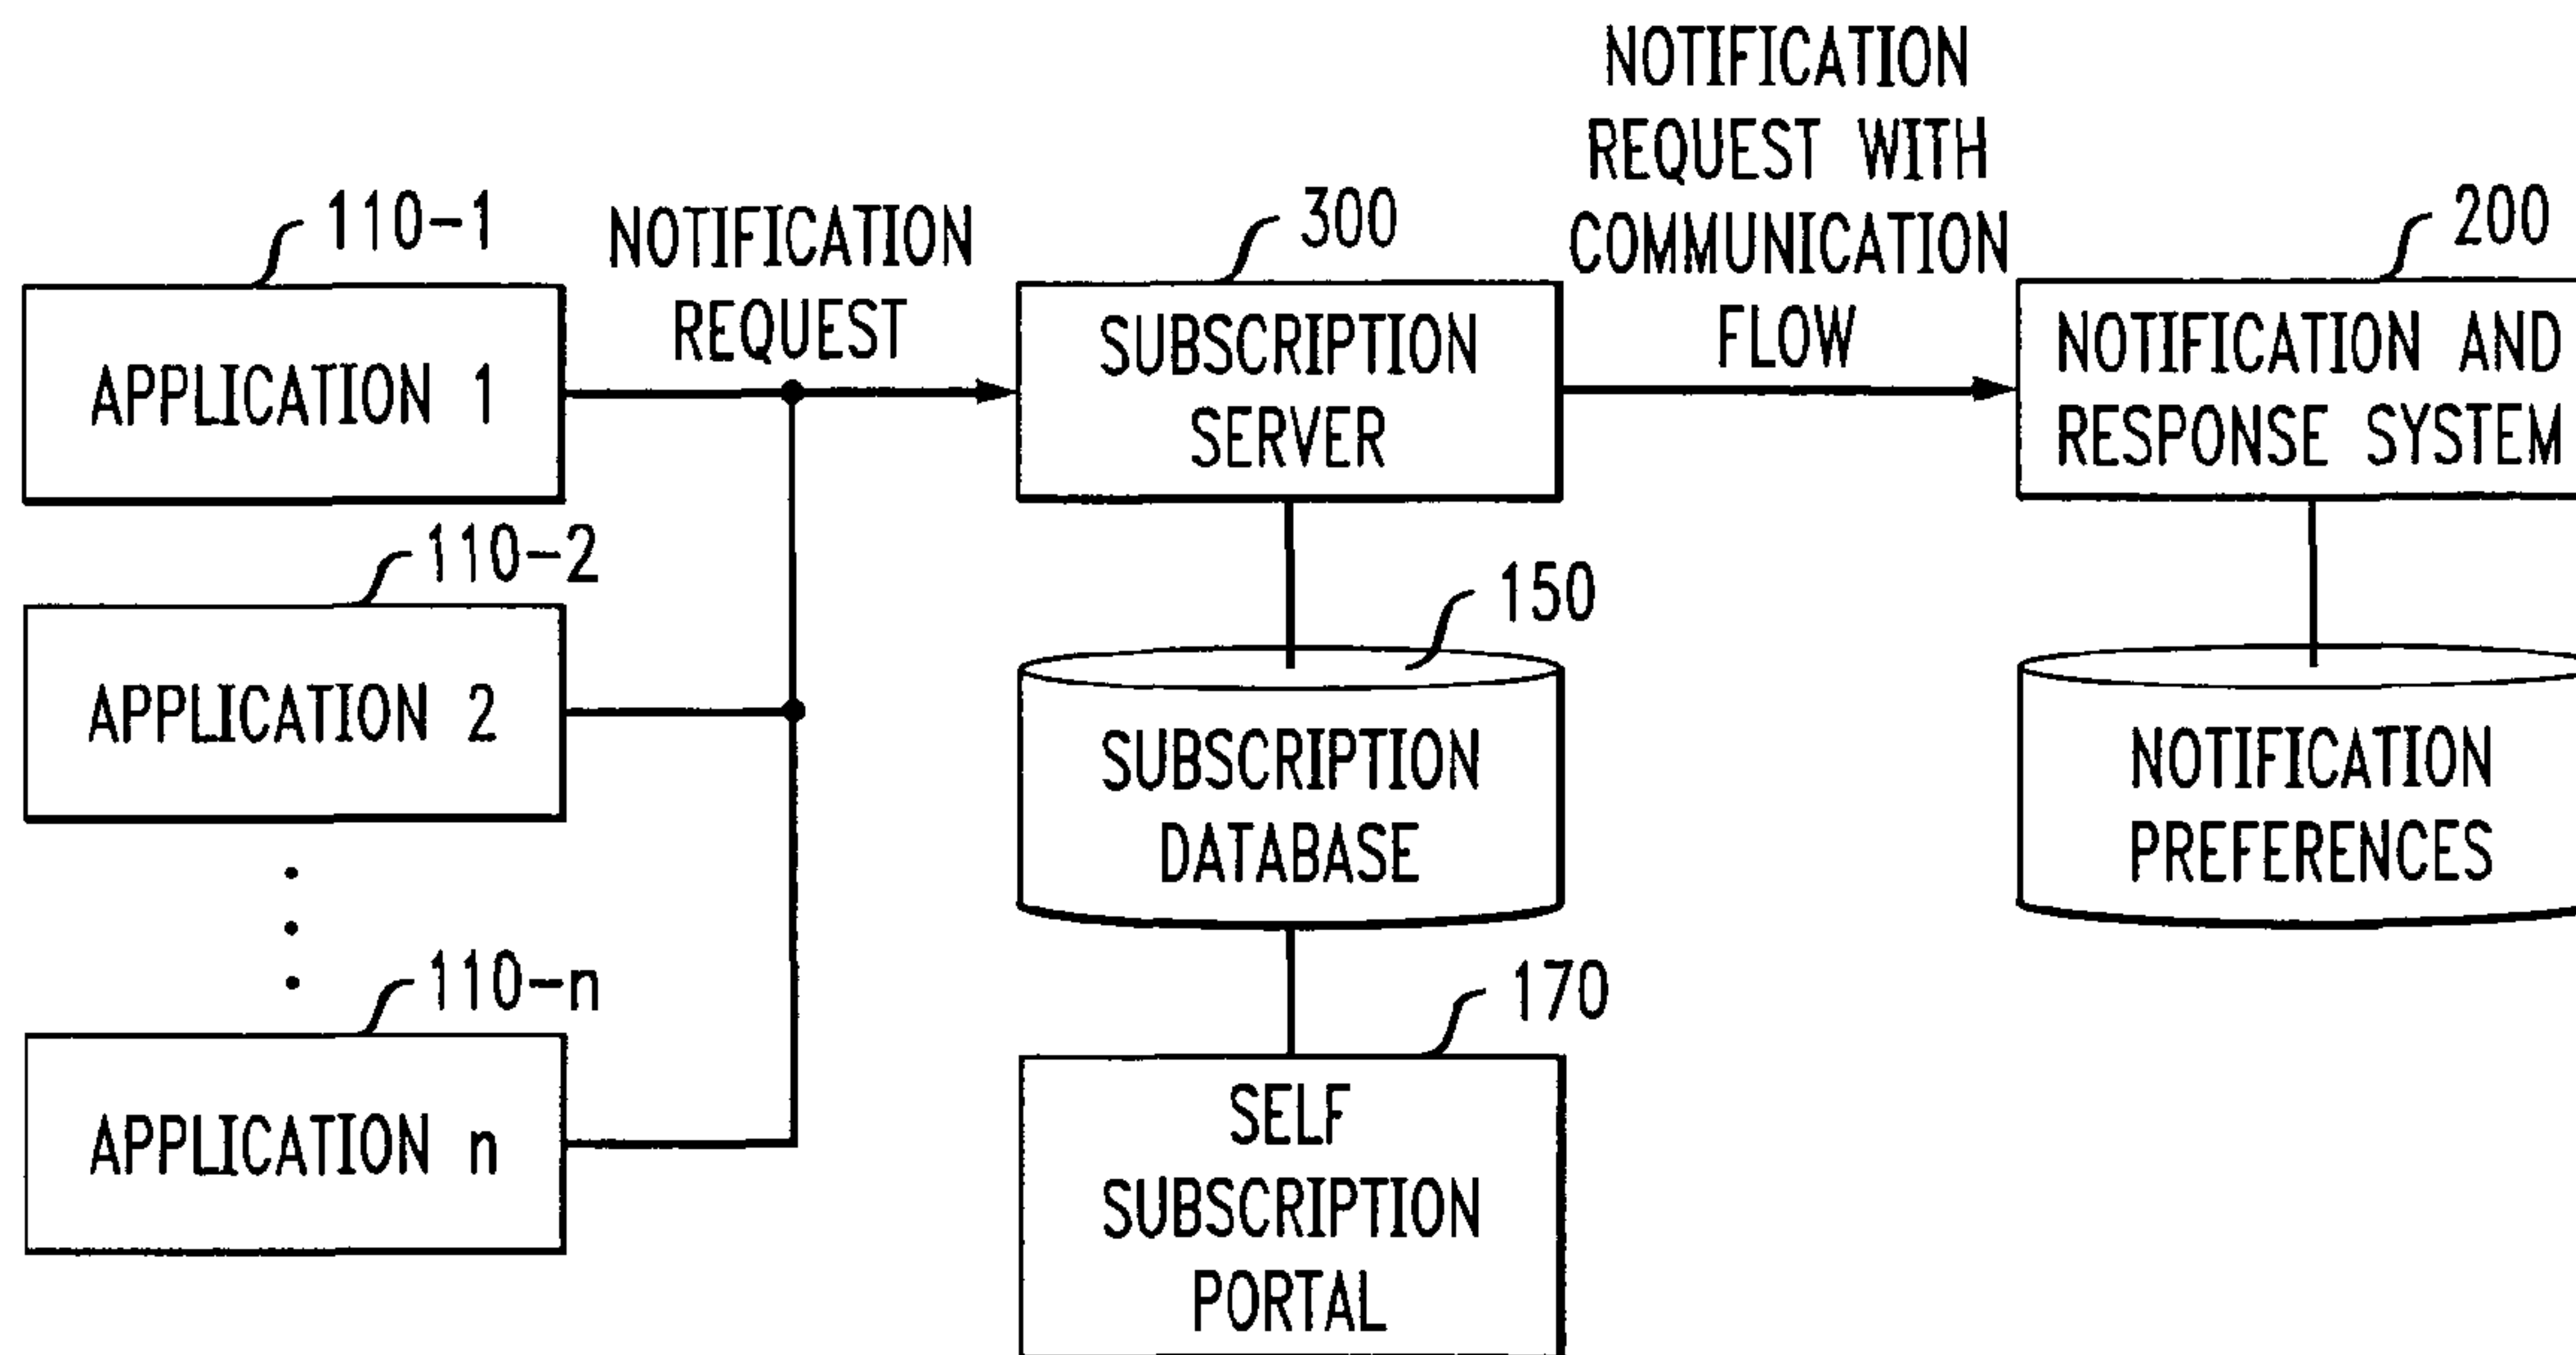 NOTIFICATION
REQUEST WITH
COMMUNICATION
FLOW
110-1
NOTIFICATION
REQUEST
300
200
APPLICATION 1
SUBSCRIPTION
SERVER
NOTIFICATION AND
RESPONSE SYSTEM
110-2
150
APPLICATION 2
SUBSCRIPTION
DATABASE
NOTIFICATION
PREFERENCES
110-n
170
APPLICATION n
SELF
SUBSCRIPTION
PORTAL